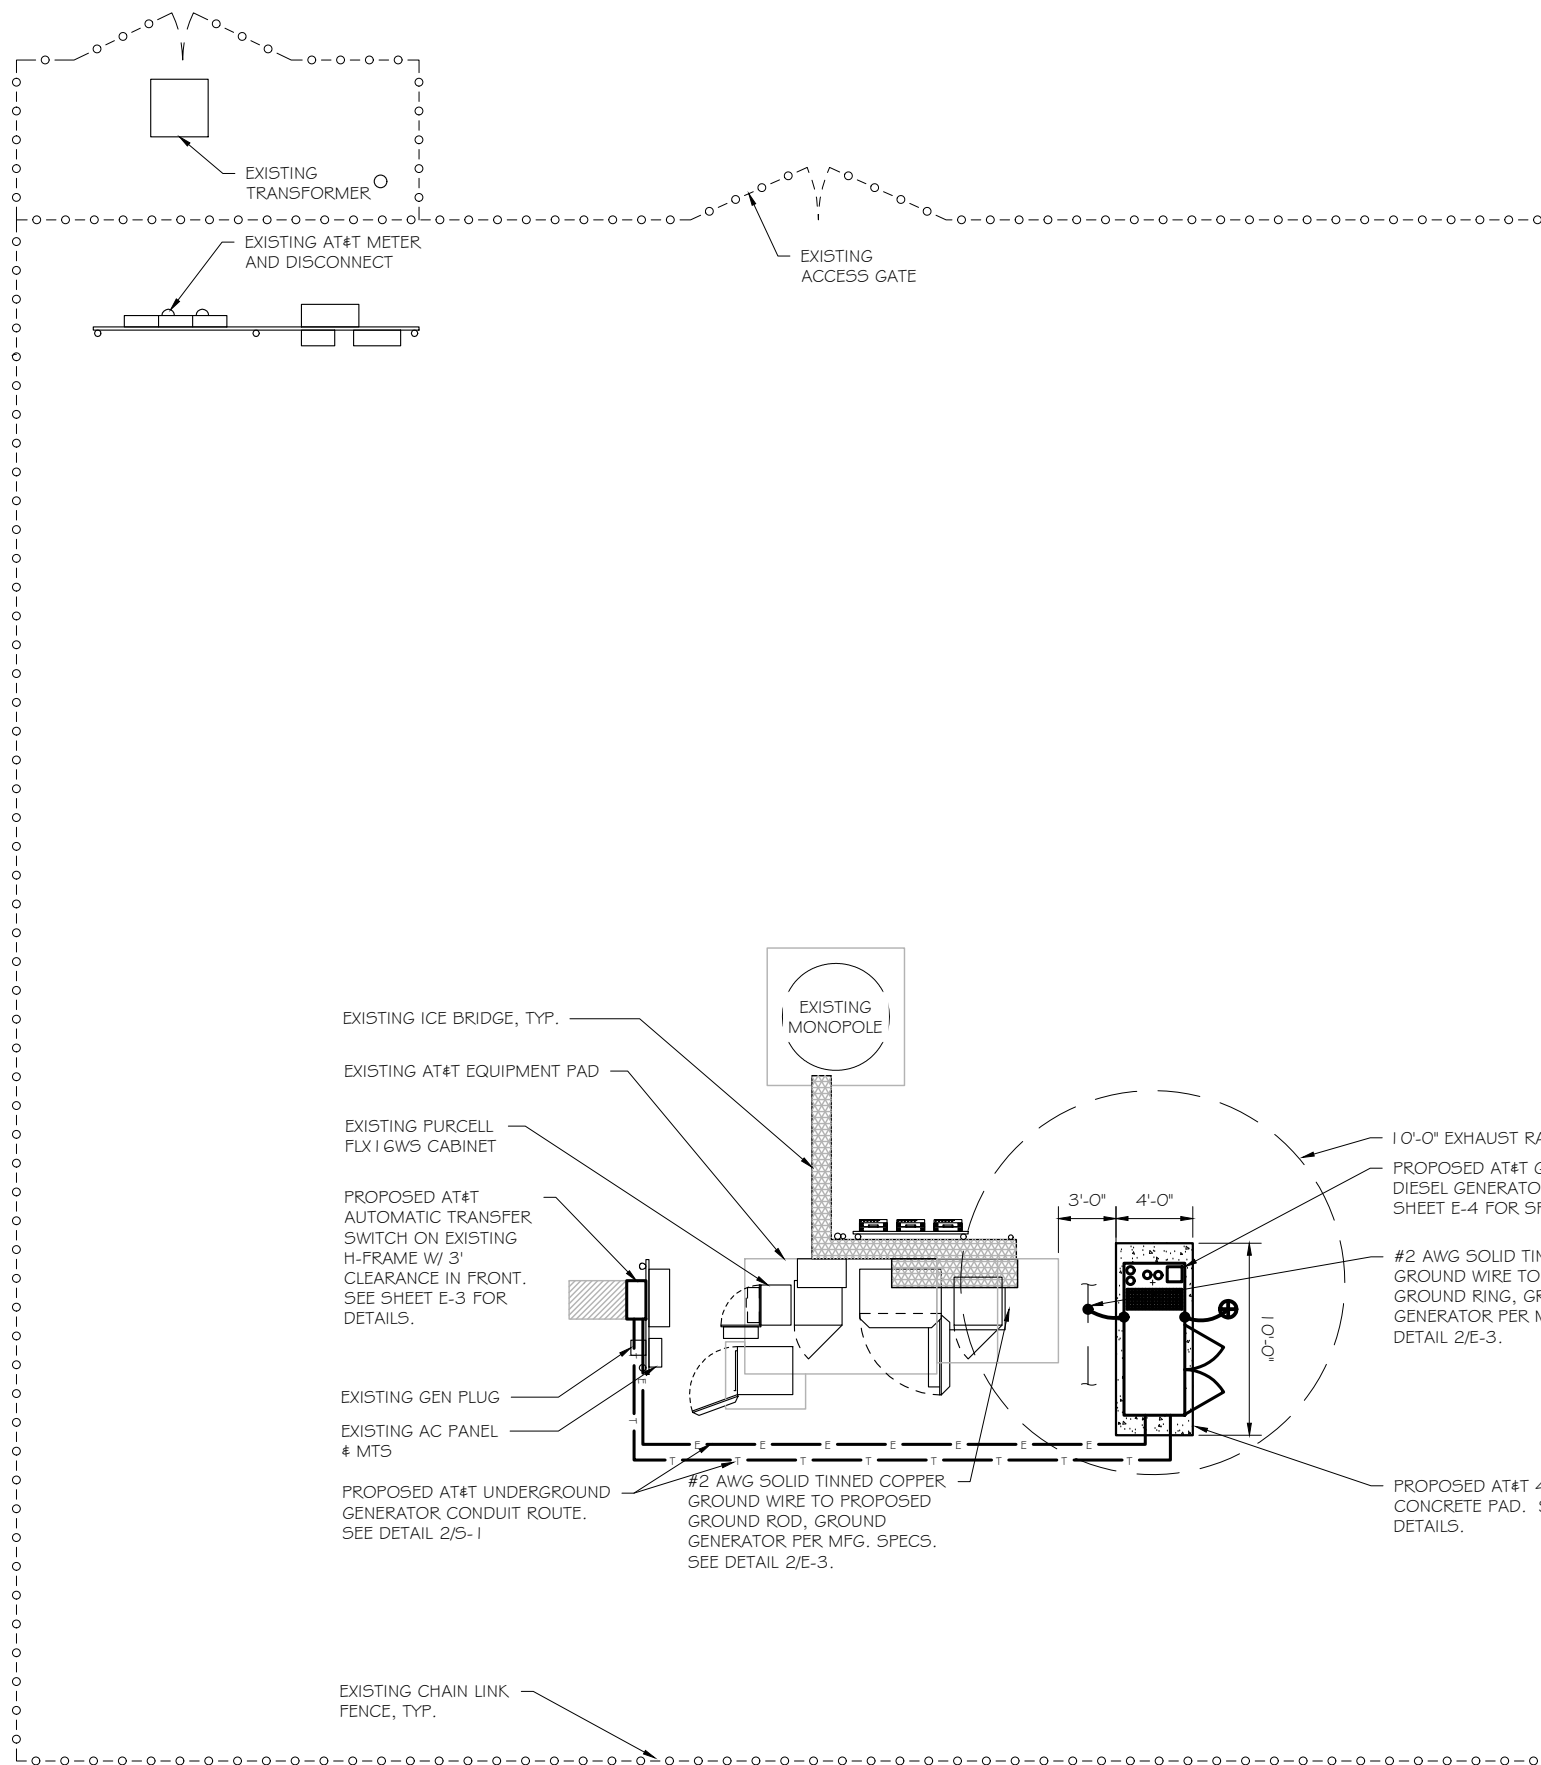 EXISTING
TRANSFORMER
EXISTING AT&T METER
AND DISCONNECT
EXISTING
ACCESS GATE
EXISTING
MONOPOLE
EXISTING ICE BRIDGE, TYP.
EXISTING AT&T EQUIPMENT PAD
EXISTING PURCELL
FLX16WS CABINET
PROPOSED AT&T
AUTOMATIC TRANSFER
SWITCH ON EXISTING
H-FRAME W/ 3'
CLEARANCE IN FRONT.
SEE SHEET E-3 FOR
DETAILS.
EXISTING GEN PLUG
EXISTING AC PANEL
& MTS
PROPOSED AT&T UNDERGROUND
GENERATOR CONDUIT ROUTE.
SEE DETAIL 2/S-1
#2 AWG SOLID TINNED COPPER
GROUND WIRE TO PROPOSED
GROUND ROD, GROUND
GENERATOR PER MFG. SPECS.
SEE DETAIL 2/E-3.
3'-0" 4'-0"
10'-0"
10'-0" EXHAUST RA
PROPOSED AT&T G
DIESEL GENERATO
SHEET E-4 FOR SP
#2 AWG SOLID TIN
GROUND WIRE TO
GROUND RING, GR
GENERATOR PER M
DETAIL 2/E-3.
PROPOSED AT&T 4
CONCRETE PAD. S
DETAILS.
E
T
E E E E E E E
T T T T T T T T
EXISTING CHAIN LINK
FENCE, TYP.